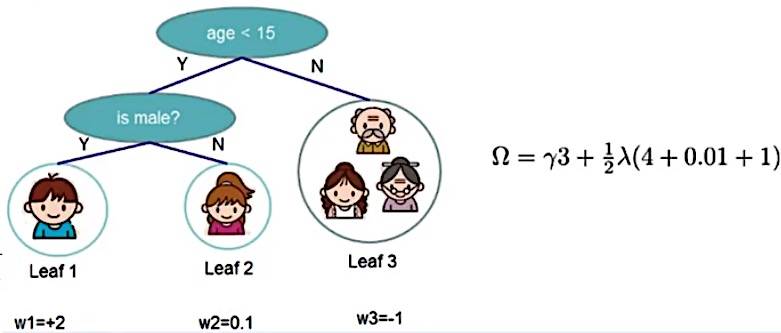 age < 15
Y
N
is male?
Y
N
Ω = γ3 + ½λ(4 + 0.01 + 1)
Leaf 1
Leaf 2
Leaf 3
w1=+2
w2=0.1
w3=-1